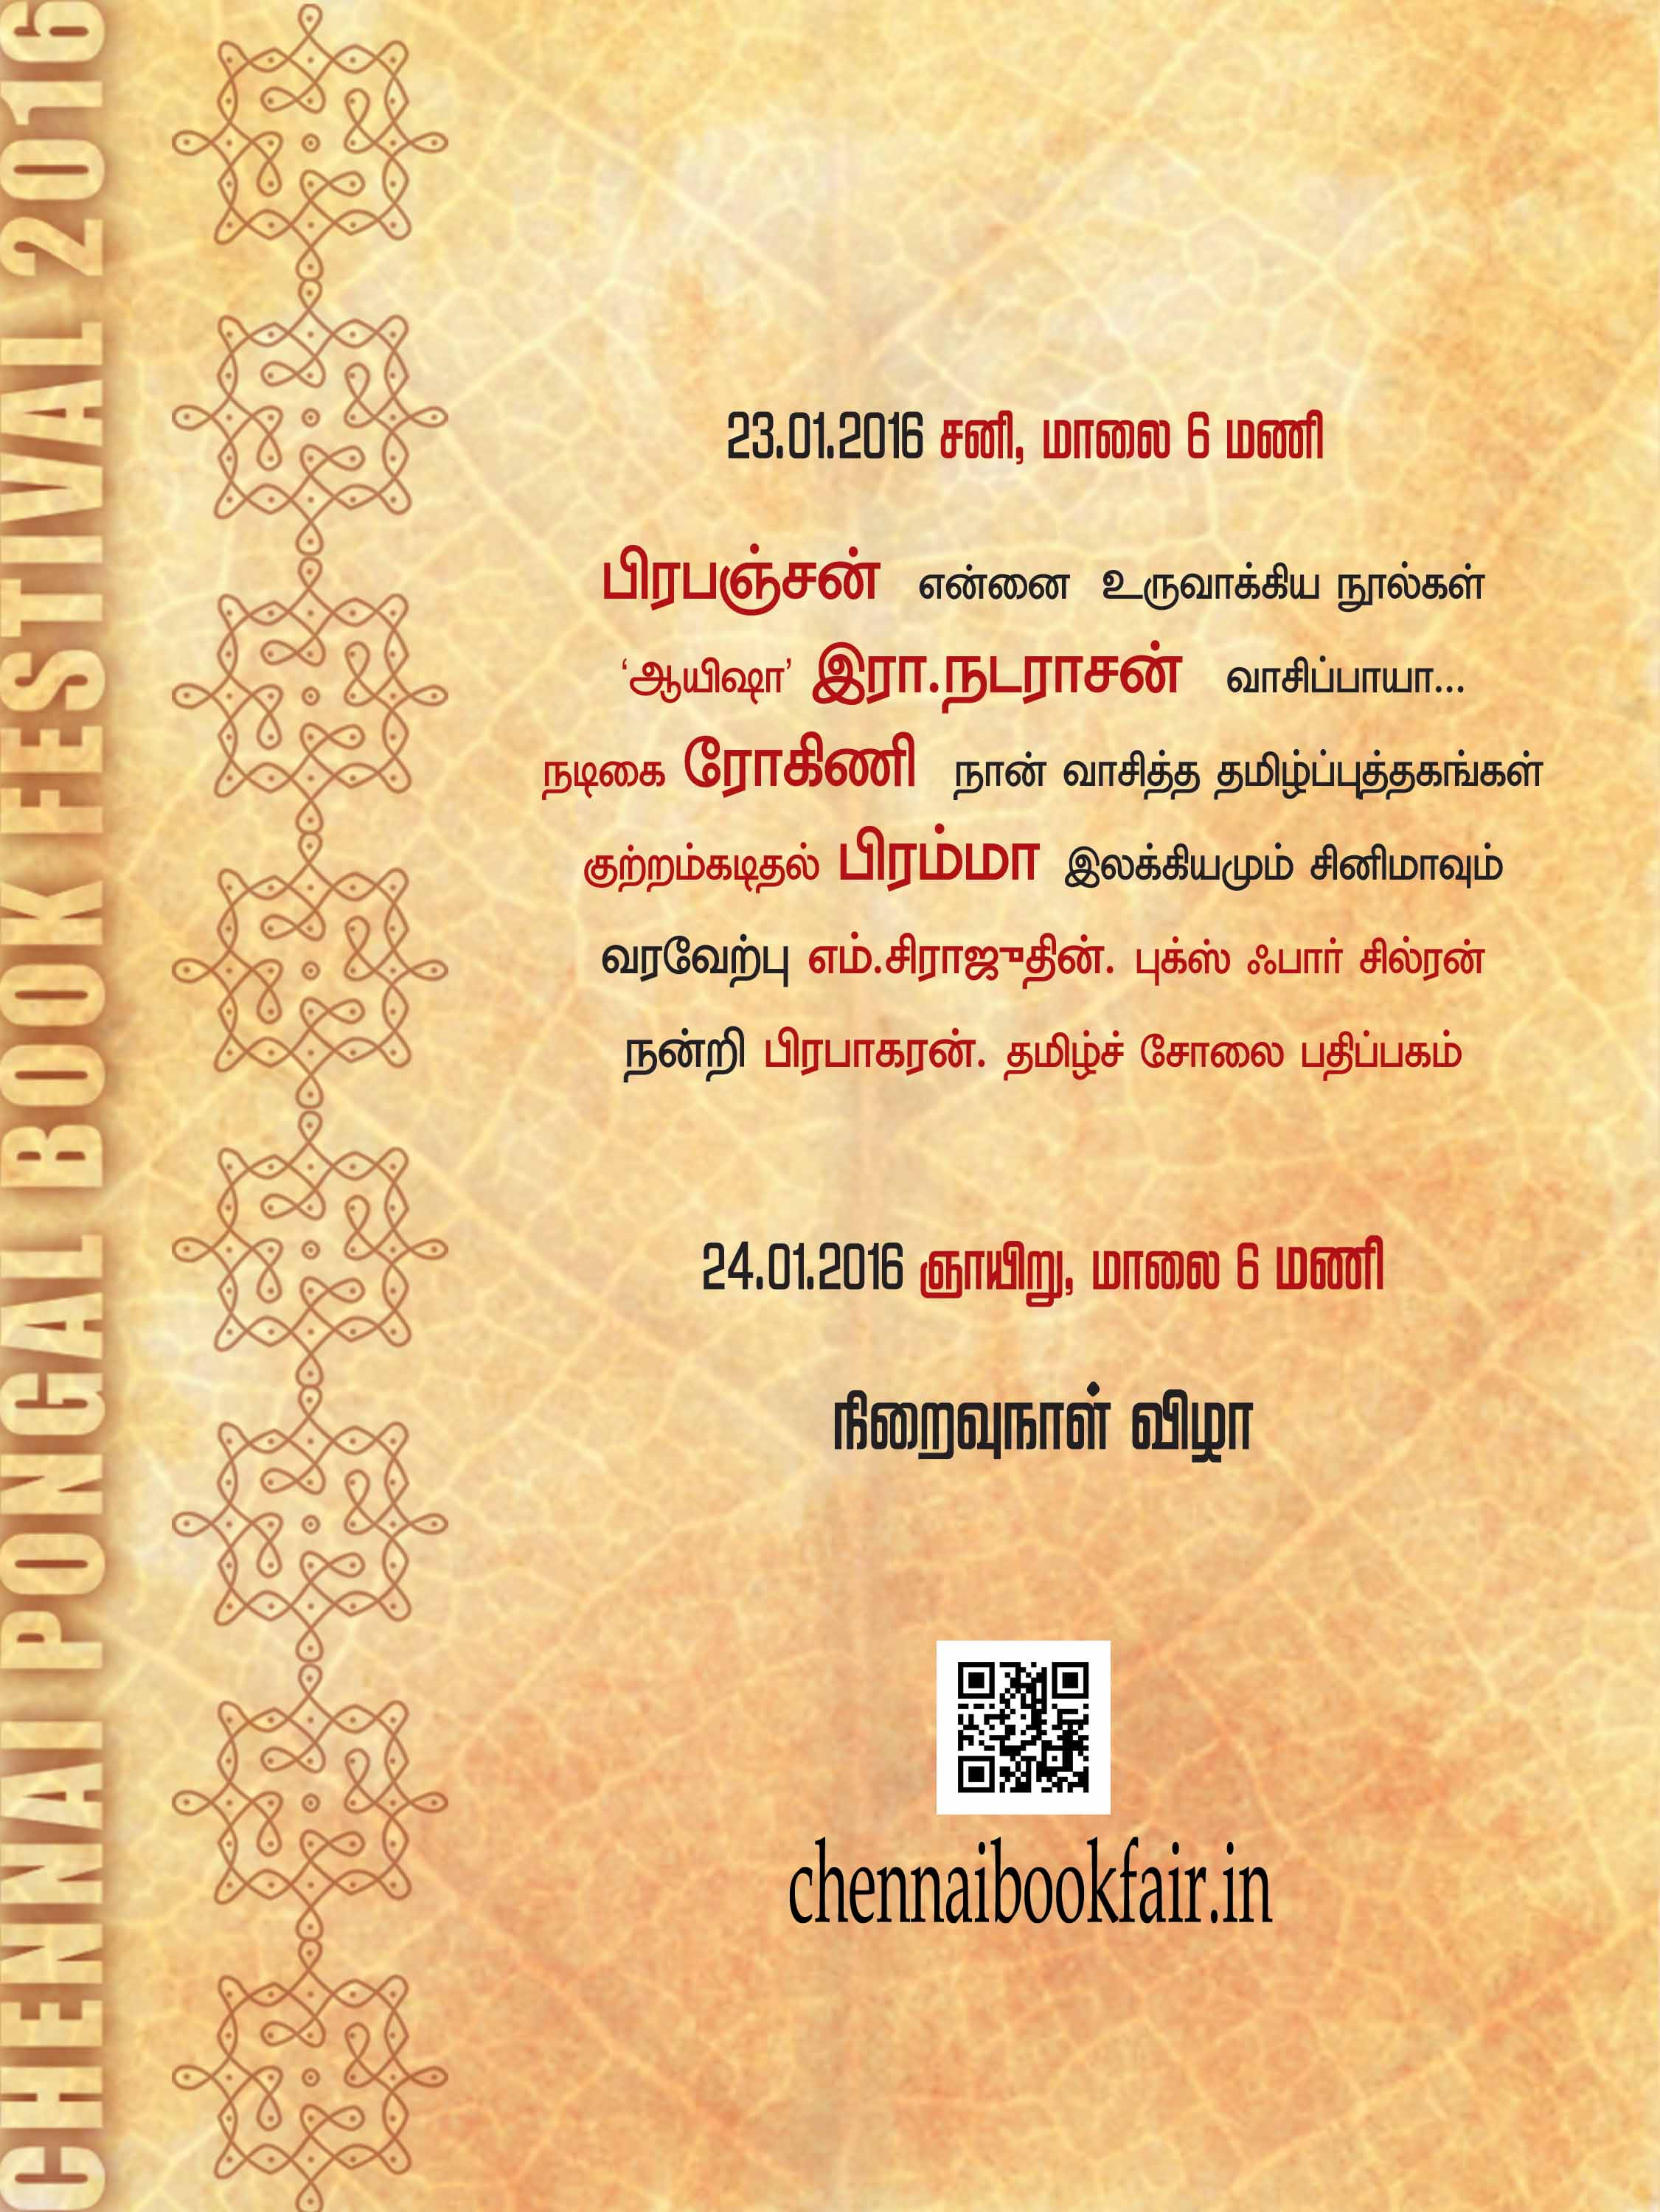 CHENNAI PONGAL BOOK FESTIVAL 2016
23.01.2016 சனி, மாலை 6 மணி
பிரபஞ்சன் என்னை உருவாக்கிய நூல்கள்
‘ஆயிஷா’ இரா.நடராசன் வாசிப்பாயா...
நடிகை ரோகிணி நான் வாசித்த தமிழ்ப்புத்தகங்கள்
குற்றம்கடிதல் பிரம்மா இலக்கியமும் சினிமாவும்
வரவேற்பு எம்.சிராஜுதின். புக்ஸ் ஃபார் சில்ரன்
நன்றி பிரபாகரன். தமிழ்ச் சோலை பதிப்பகம்
24.01.2016 ஞாயிறு, மாலை 6 மணி
நிறைவுநாள் விழா
chennaibookfair.in